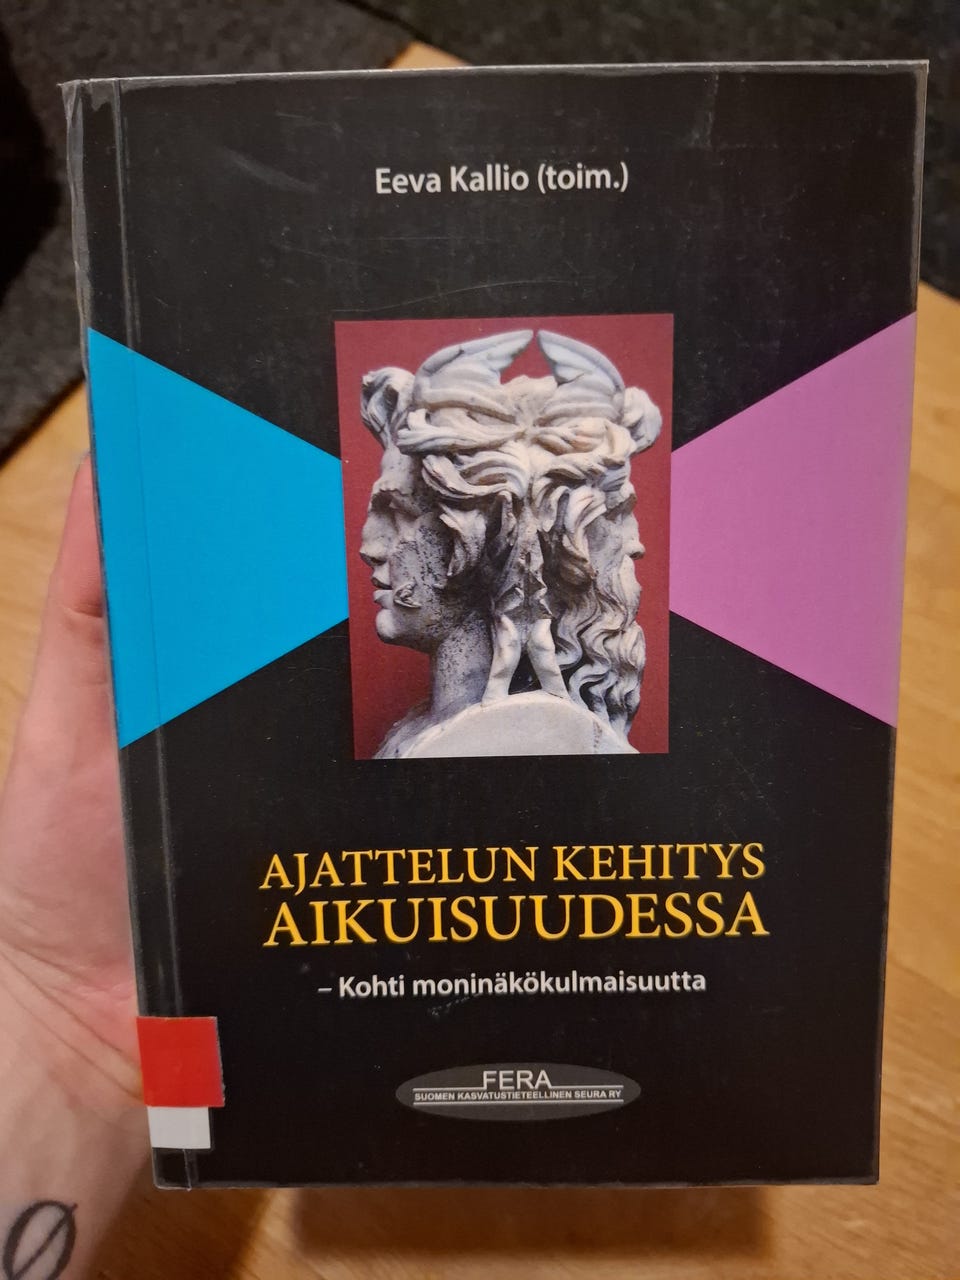 Eeva Kallio (toim.)
AJATTELUN KEHITYS
AIKUISUUDESSA
– Kohti moninäkökulmaisuutta
FERA
SUOMEN KASVATUSTIETEELLINEN SEURA RY